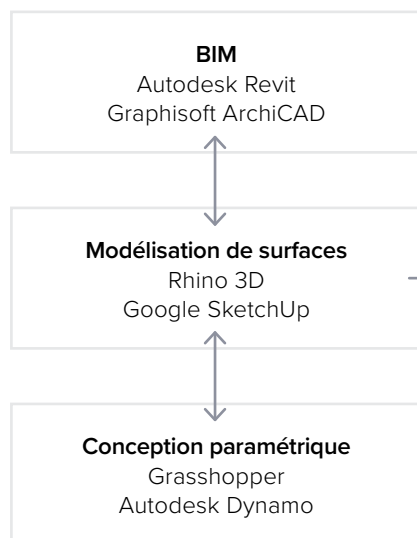 BIM
Autodesk Revit
Graphisoft ArchiCAD
Modélisation de surfaces
Rhino 3D
Google SketchUp
Conception paramétrique
Grasshopper
Autodesk Dynamo